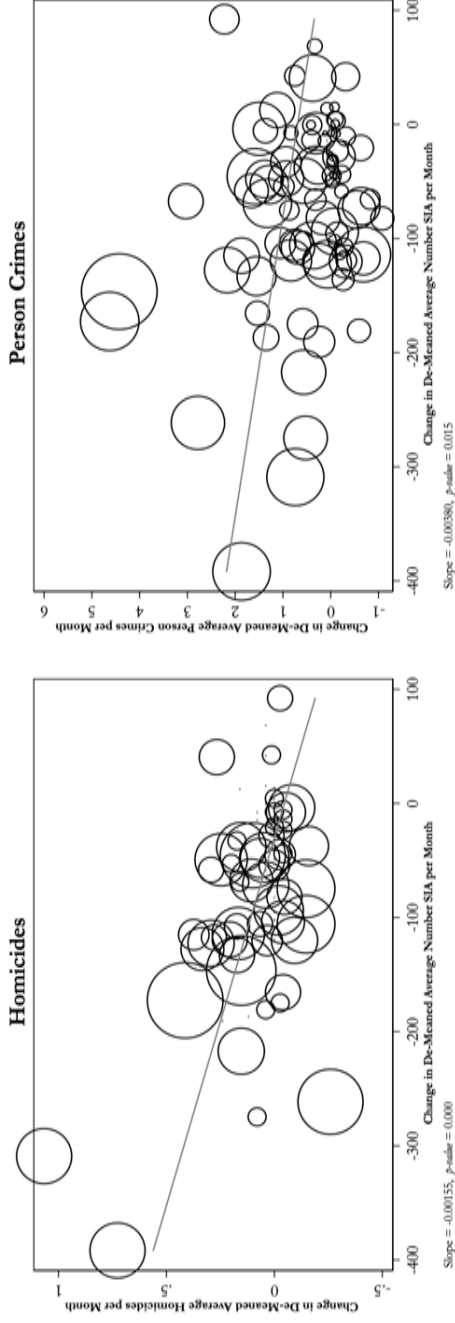 Homicides
Change in De-Meaned Average Homicides per Month
1
.5
0
-.5
-400 -300 -200 -100 0 100
Change in De-Meaned Average Number SIA per Month
Slope = -0.00155, p-value = 0.000
Person Crimes
Change in De-Meaned Average Person Crimes per Month
6
5
4
3
2
1
0
-1
-400 -300 -200 -100 0 100
Change in De-Meaned Average Number SIA per Month
Slope = -0.00380, p-value = 0.015